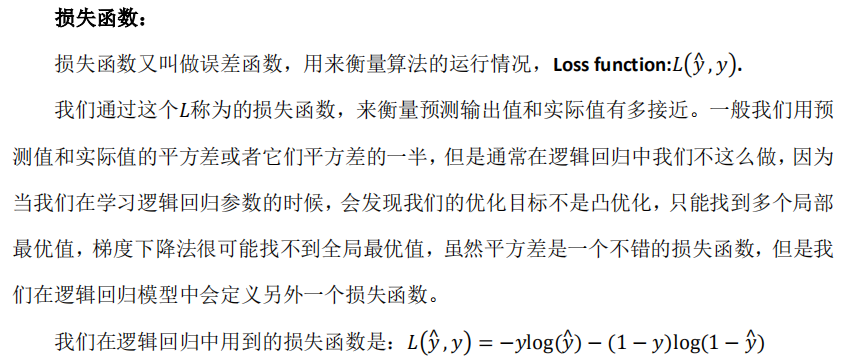 损失函数：
损失函数又叫做误差函数，用来衡量算法的运行情况，Loss function:L(ŷ, y).
我们通过这个L称为的损失函数，来衡量预测输出值和实际值有多接近。一般我们用预
测值和实际值的平方差或者它们平方差的一半，但是通常在逻辑回归中我们不这么做，因为
当我们在学习逻辑回归参数的时候，会发现我们的优化目标不是凸优化，只能找到多个局部
最优值，梯度下降法很可能找不到全局最优值，虽然平方差是一个不错的损失函数，但是我
们在逻辑回归模型中会定义另外一个损失函数。
我们在逻辑回归中用到的损失函数是：L(ŷ, y) = −ylog(ŷ) − (1 − y)log(1 − ŷ)